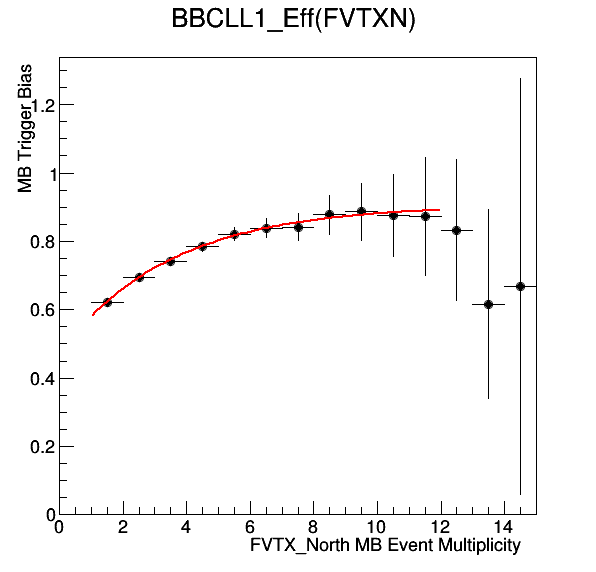 BBCLL1_Eff(FVTXN)
MB Trigger Bias
1.2
1
0.8
0.6
0.4
0.2
0
0 2 4 6 8 10 12 14
FVTX_North MB Event Multiplicity